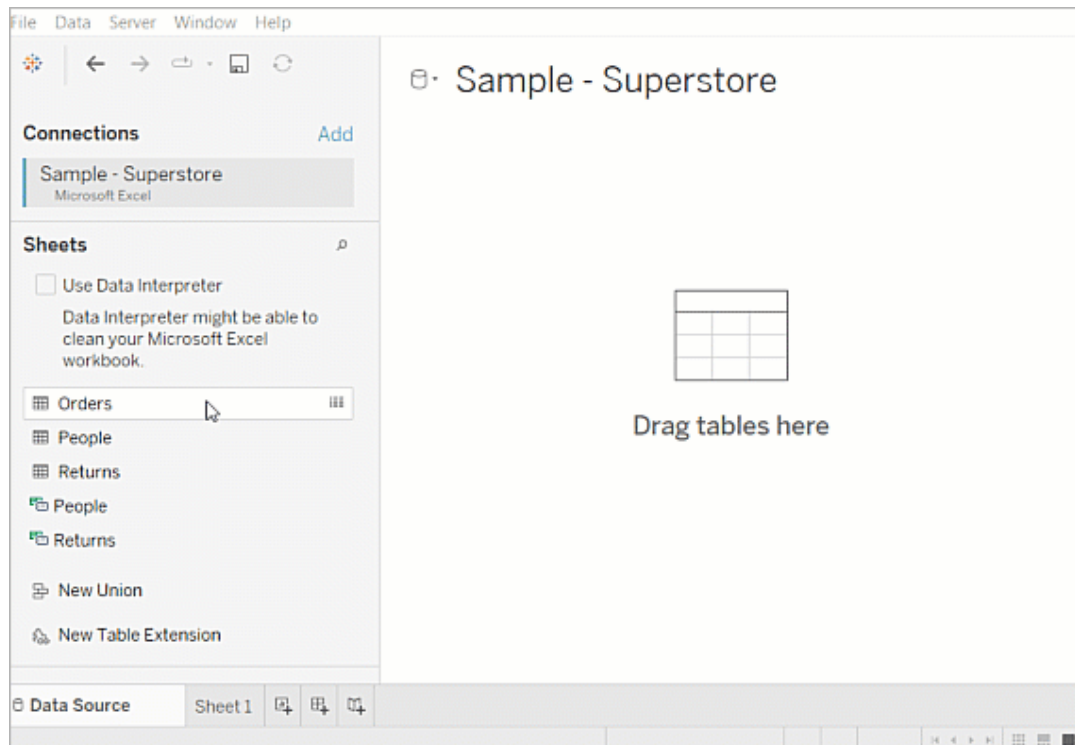 File Data Server Window Help
Sample - Superstore
Connections Add
Sample - Superstore
Microsoft Excel
Sheets
Use Data Interpreter
Data Interpreter might be able to
clean your Microsoft Excel
workbook.
Orders
People
Returns
People
Returns
New Union
New Table Extension
Drag tables here
Data Source Sheet 1